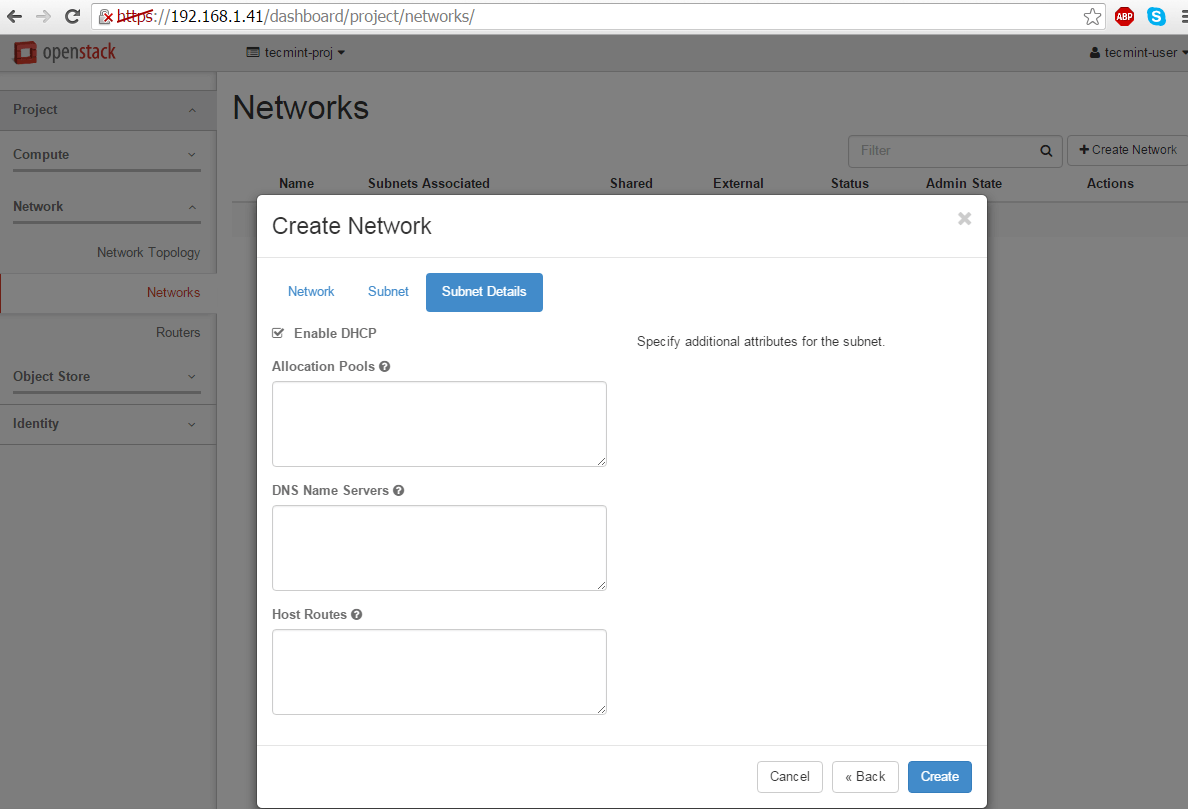 https://192.168.1.41/dashboard/project/networks/
ABP
openstack
tecmint-proj
tecmint-user
Project
Compute
Network
Network Topology
Networks
Routers
Object Store
Identity
Networks
Filter
Create Network
Name Subnets Associated Shared External Status Admin State Actions
Create Network
Network Subnet Subnet Details
Enable DHCP
Specify additional attributes for the subnet.
Allocation Pools
DNS Name Servers
Host Routes
Cancel « Back Create